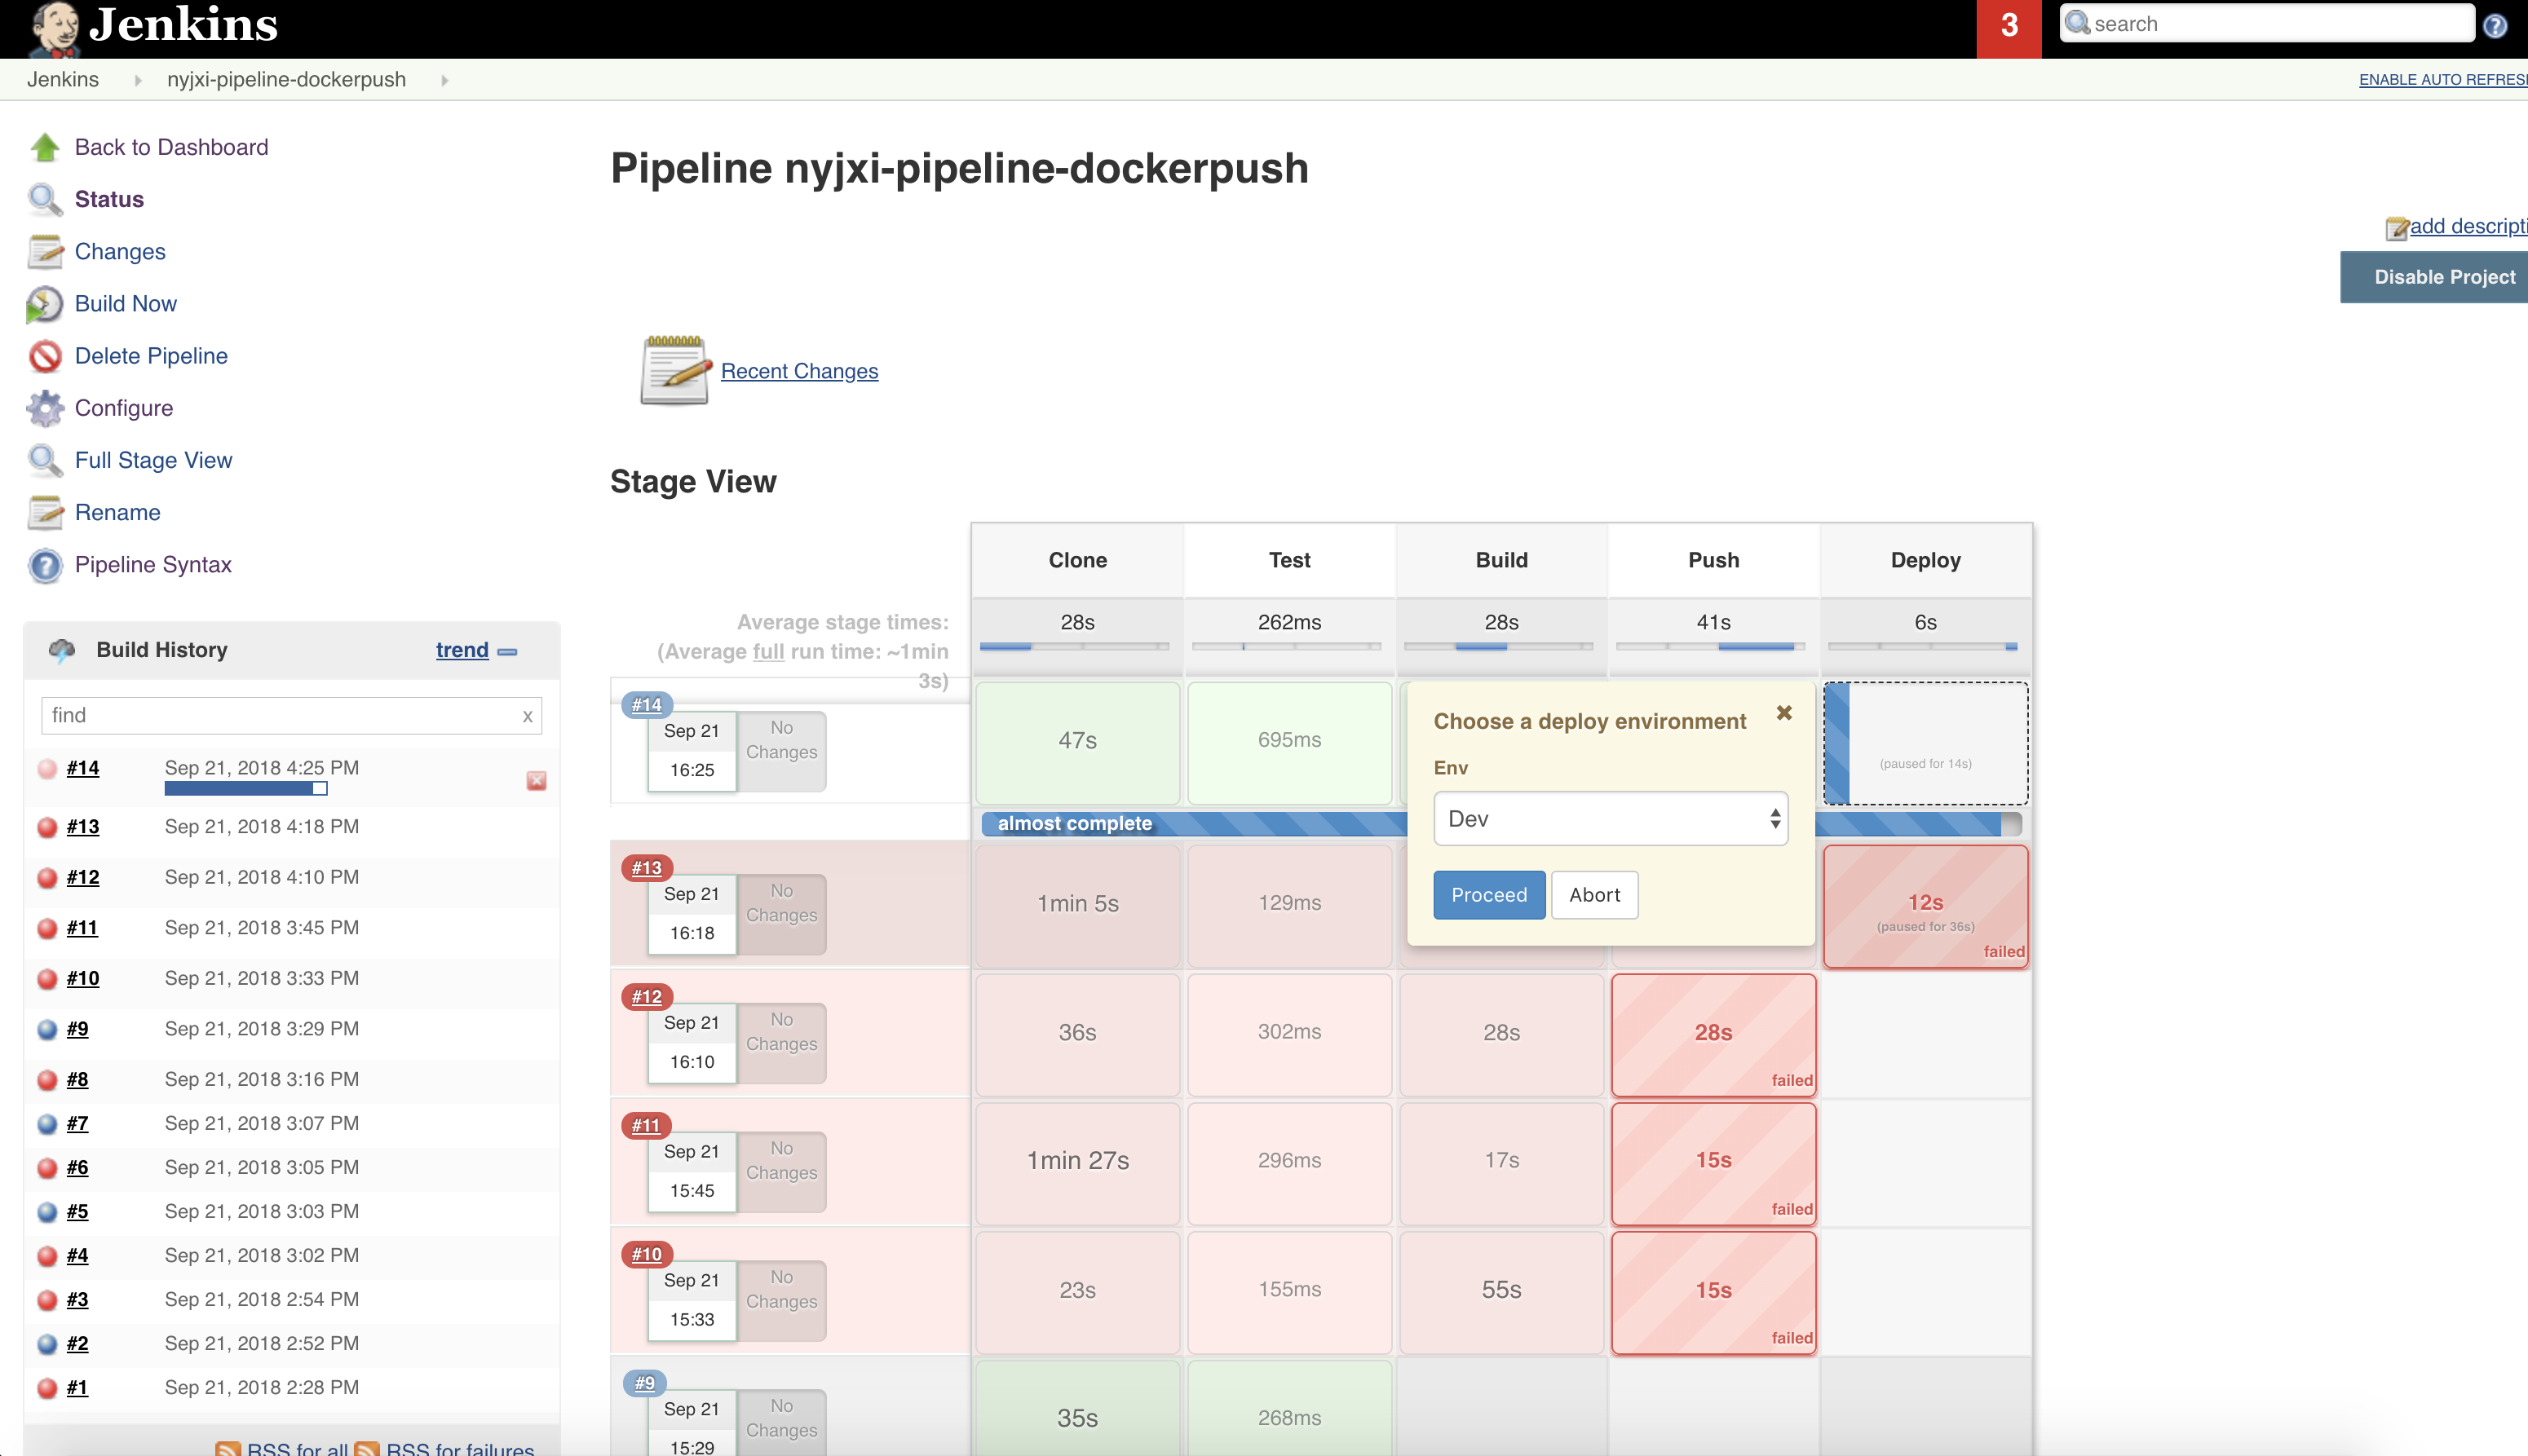 Jenkins
3
search
Jenkins
nyjxi-pipeline-dockerpush
ENABLE AUTO REFRES
Back to Dashboard
Status
Changes
Build Now
Delete Pipeline
Configure
Full Stage View
Rename
Pipeline Syntax
Build History
trend
find
x
#14
Sep 21, 2018 4:25 PM
#13
Sep 21, 2018 4:18 PM
#12
Sep 21, 2018 4:10 PM
#11
Sep 21, 2018 3:45 PM
#10
Sep 21, 2018 3:33 PM
#9
Sep 21, 2018 3:29 PM
#8
Sep 21, 2018 3:16 PM
#7
Sep 21, 2018 3:07 PM
#6
Sep 21, 2018 3:05 PM
#5
Sep 21, 2018 3:03 PM
#4
Sep 21, 2018 3:02 PM
#3
Sep 21, 2018 2:54 PM
#2
Sep 21, 2018 2:52 PM
#1
Sep 21, 2018 2:28 PM
RSS for all
RSS for failures
Pipeline nyjxi-pipeline-dockerpush
add descripti
Disable Project
Recent Changes
Stage View
Clone
Test
Build
Push
Deploy
Average stage times:
(Average full run time: ~1min
3s)
28s
262ms
28s
41s
6s
#14
Sep 21
16:25
No
Changes
47s
695ms
(paused for 14s)
almost complete
Choose a deploy environment
Env
Dev
Proceed
Abort
#13
Sep 21
16:18
No
Changes
1min 5s
129ms
12s
(paused for 36s)
failed
#12
Sep 21
16:10
No
Changes
36s
302ms
28s
28s
failed
#11
Sep 21
15:45
No
Changes
1min 27s
296ms
17s
15s
failed
#10
Sep 21
15:33
No
Changes
23s
155ms
55s
15s
failed
#9
Sep 21
15:29
No
Changes
35s
268ms